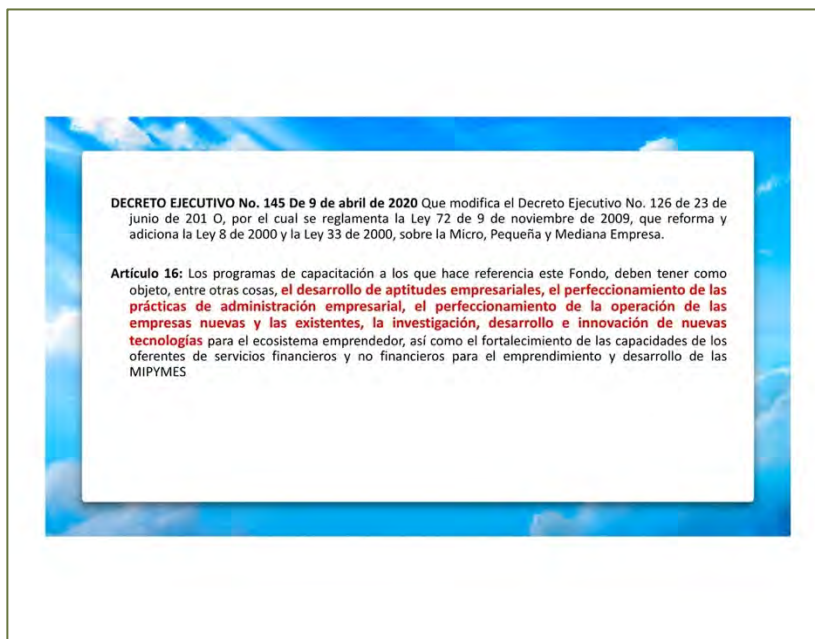 DECRETO EJECUTIVO No. 145 De 9 de abril de 2020 Que modifica el Decreto Ejecutivo No. 126 de 23 de
junio de 201 O, por el cual se reglamenta la Ley 72 de 9 de noviembre de 2009, que reforma y
adiciona la Ley 8 de 2000 y la Ley 33 de 2000, sobre la Micro, Pequeña y Mediana Empresa.
Artículo 16: Los programas de capacitación a los que hace referencia este Fondo, deben tener como
objeto, entre otras cosas, el desarrollo de aptitudes empresariales, el perfeccionamiento de las
prácticas de administración empresarial, el perfeccionamiento de la operación de las
empresas nuevas y las existentes, la investigación, desarrollo e innovación de nuevas
tecnologías para el ecosistema emprendedor, así como el fortalecimiento de las capacidades de los
oferentes de servicios financieros y no financieros para el emprendimiento y desarrollo de las
MIPYMES